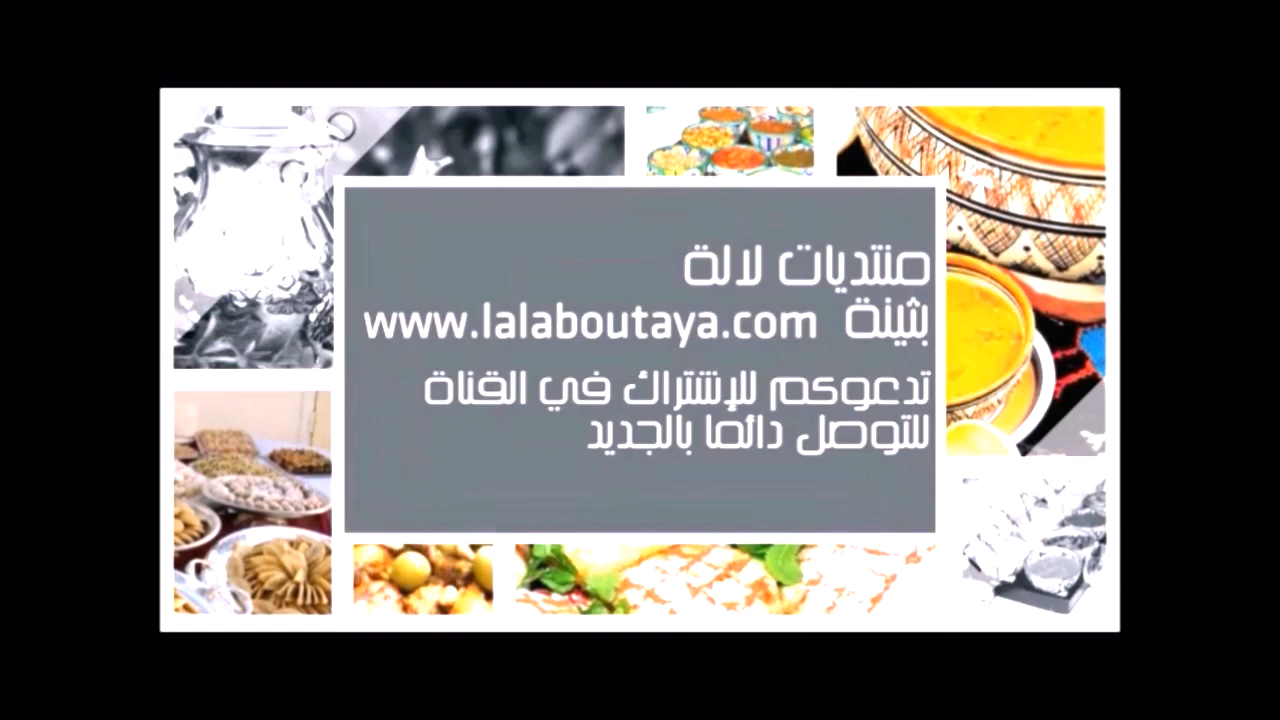 منتديات لالة
بثينة www.lalaboutaya.com
تدعوكم للإشتراك في القناة
للتوصل دائما بالجديد